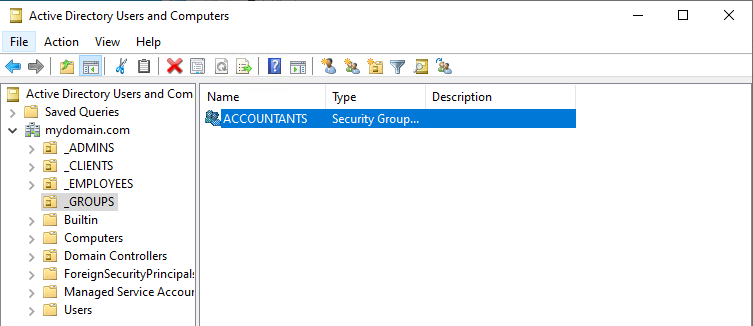 Active Directory Users and Computers
File Action View Help
Active Directory Users and Com
Saved Queries
mydomain.com
_ADMINS
_CLIENTS
_EMPLOYEES
_GROUPS
Builtin
Computers
Domain Controllers
ForeignSecurityPrincipals
Managed Service Accoun
Users
Name Type Description
ACCOUNTANTS Security Group...